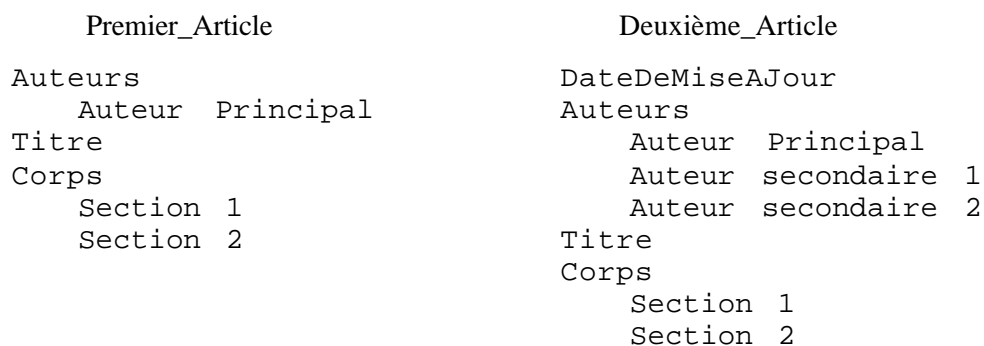 Premier_Article
Auteurs
Auteur Principal
Titre
Corps
Section 1
Section 2
Deuxième_Article
DateDeMiseAJour
Auteurs
Auteur Principal
Auteur secondaire 1
Auteur secondaire 2
Titre
Corps
Section 1
Section 2